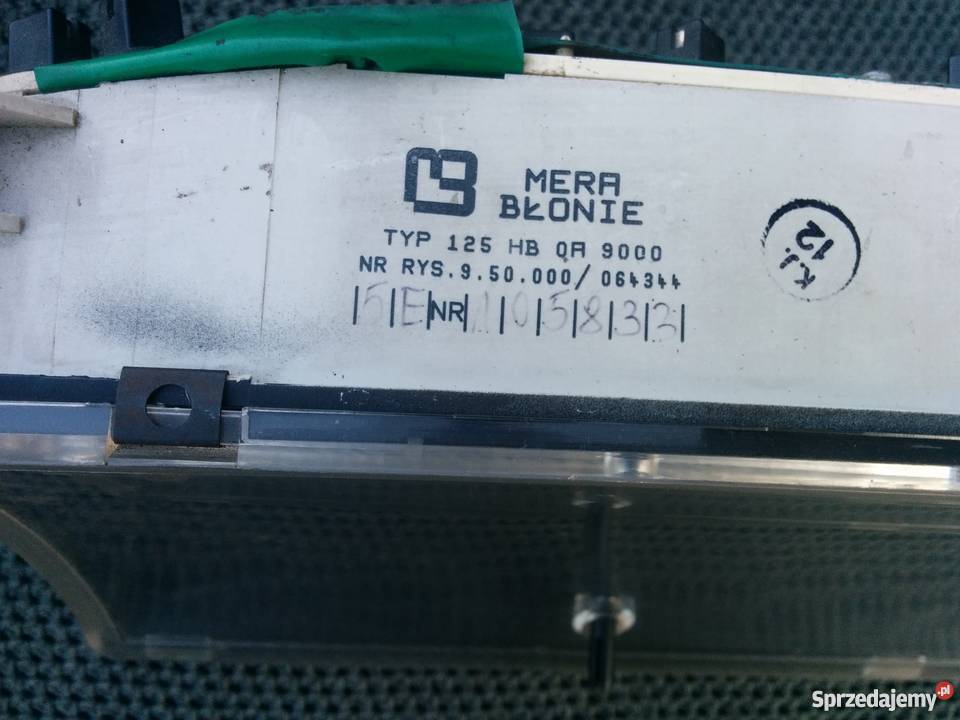 MERA
BŁONIE
TYP 125 HB QA 9000
NR RYS.9.50.000/ 064344
|5|E|NR|1|0|5|8|3|3|
K.J.
12
Sprzedajemy.pl